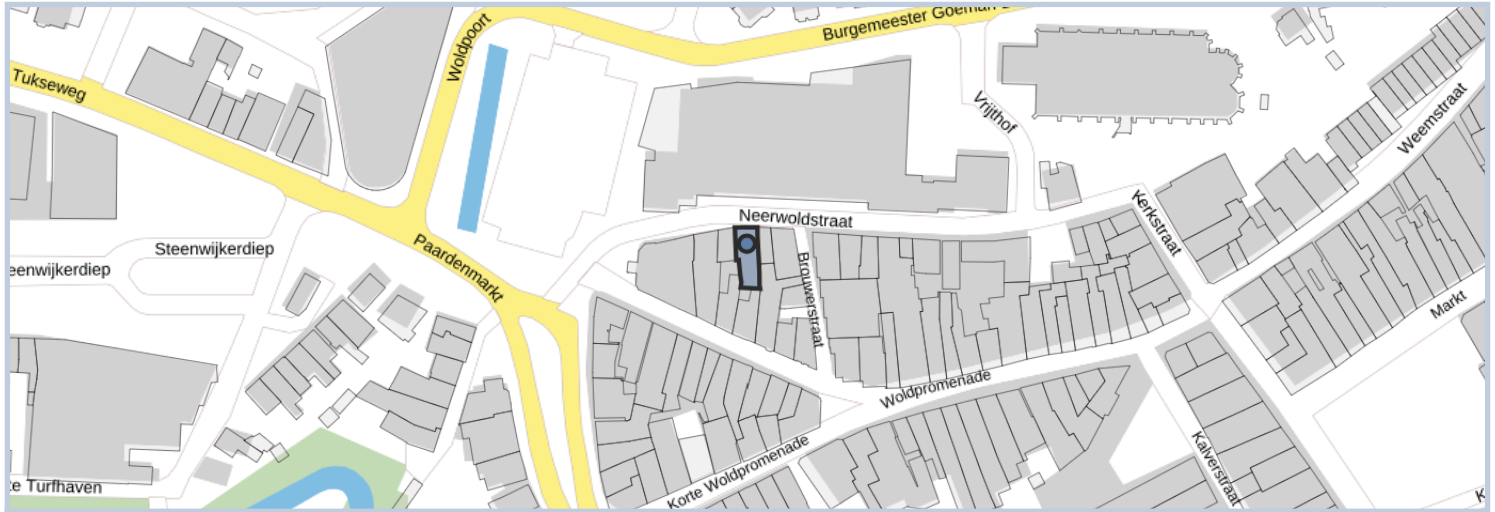 Burgemeester Goeman
Tukseweg
Woldpoort
Vrijthof
Weemstraat
Neerwoldstraat
Kerkstraat
Steenwijkerdiep
eenwijkerdiep
Paardenmarkt
Brouwerstraat
Markt
Woldpromenade
Korte Woldpromenade
Kalverstraat
te Turfhaven